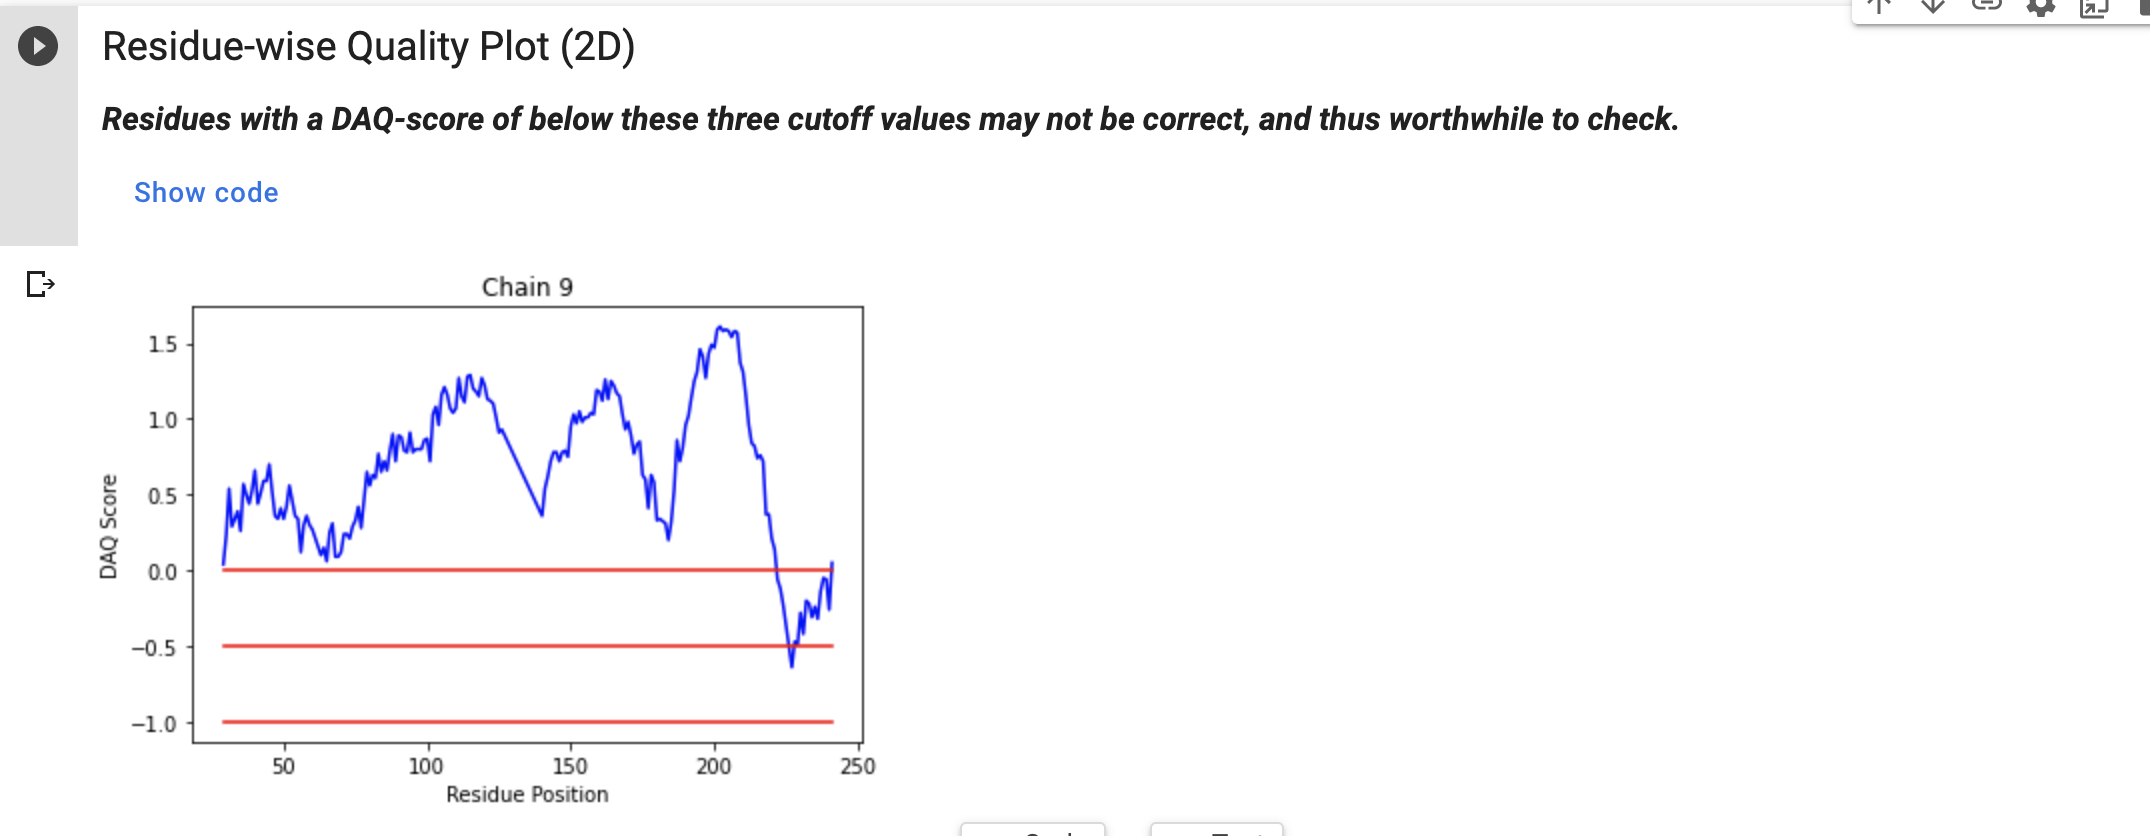 Residue-wise Quality Plot (2D)
Residues with a DAQ-score of below these three cutoff values may not be correct, and thus worthwhile to check.
Show code
Chain 9
1.5
1.0
0.5
0.0
−0.5
−1.0
DAQ Score
50 100 150 200 250
Residue Position